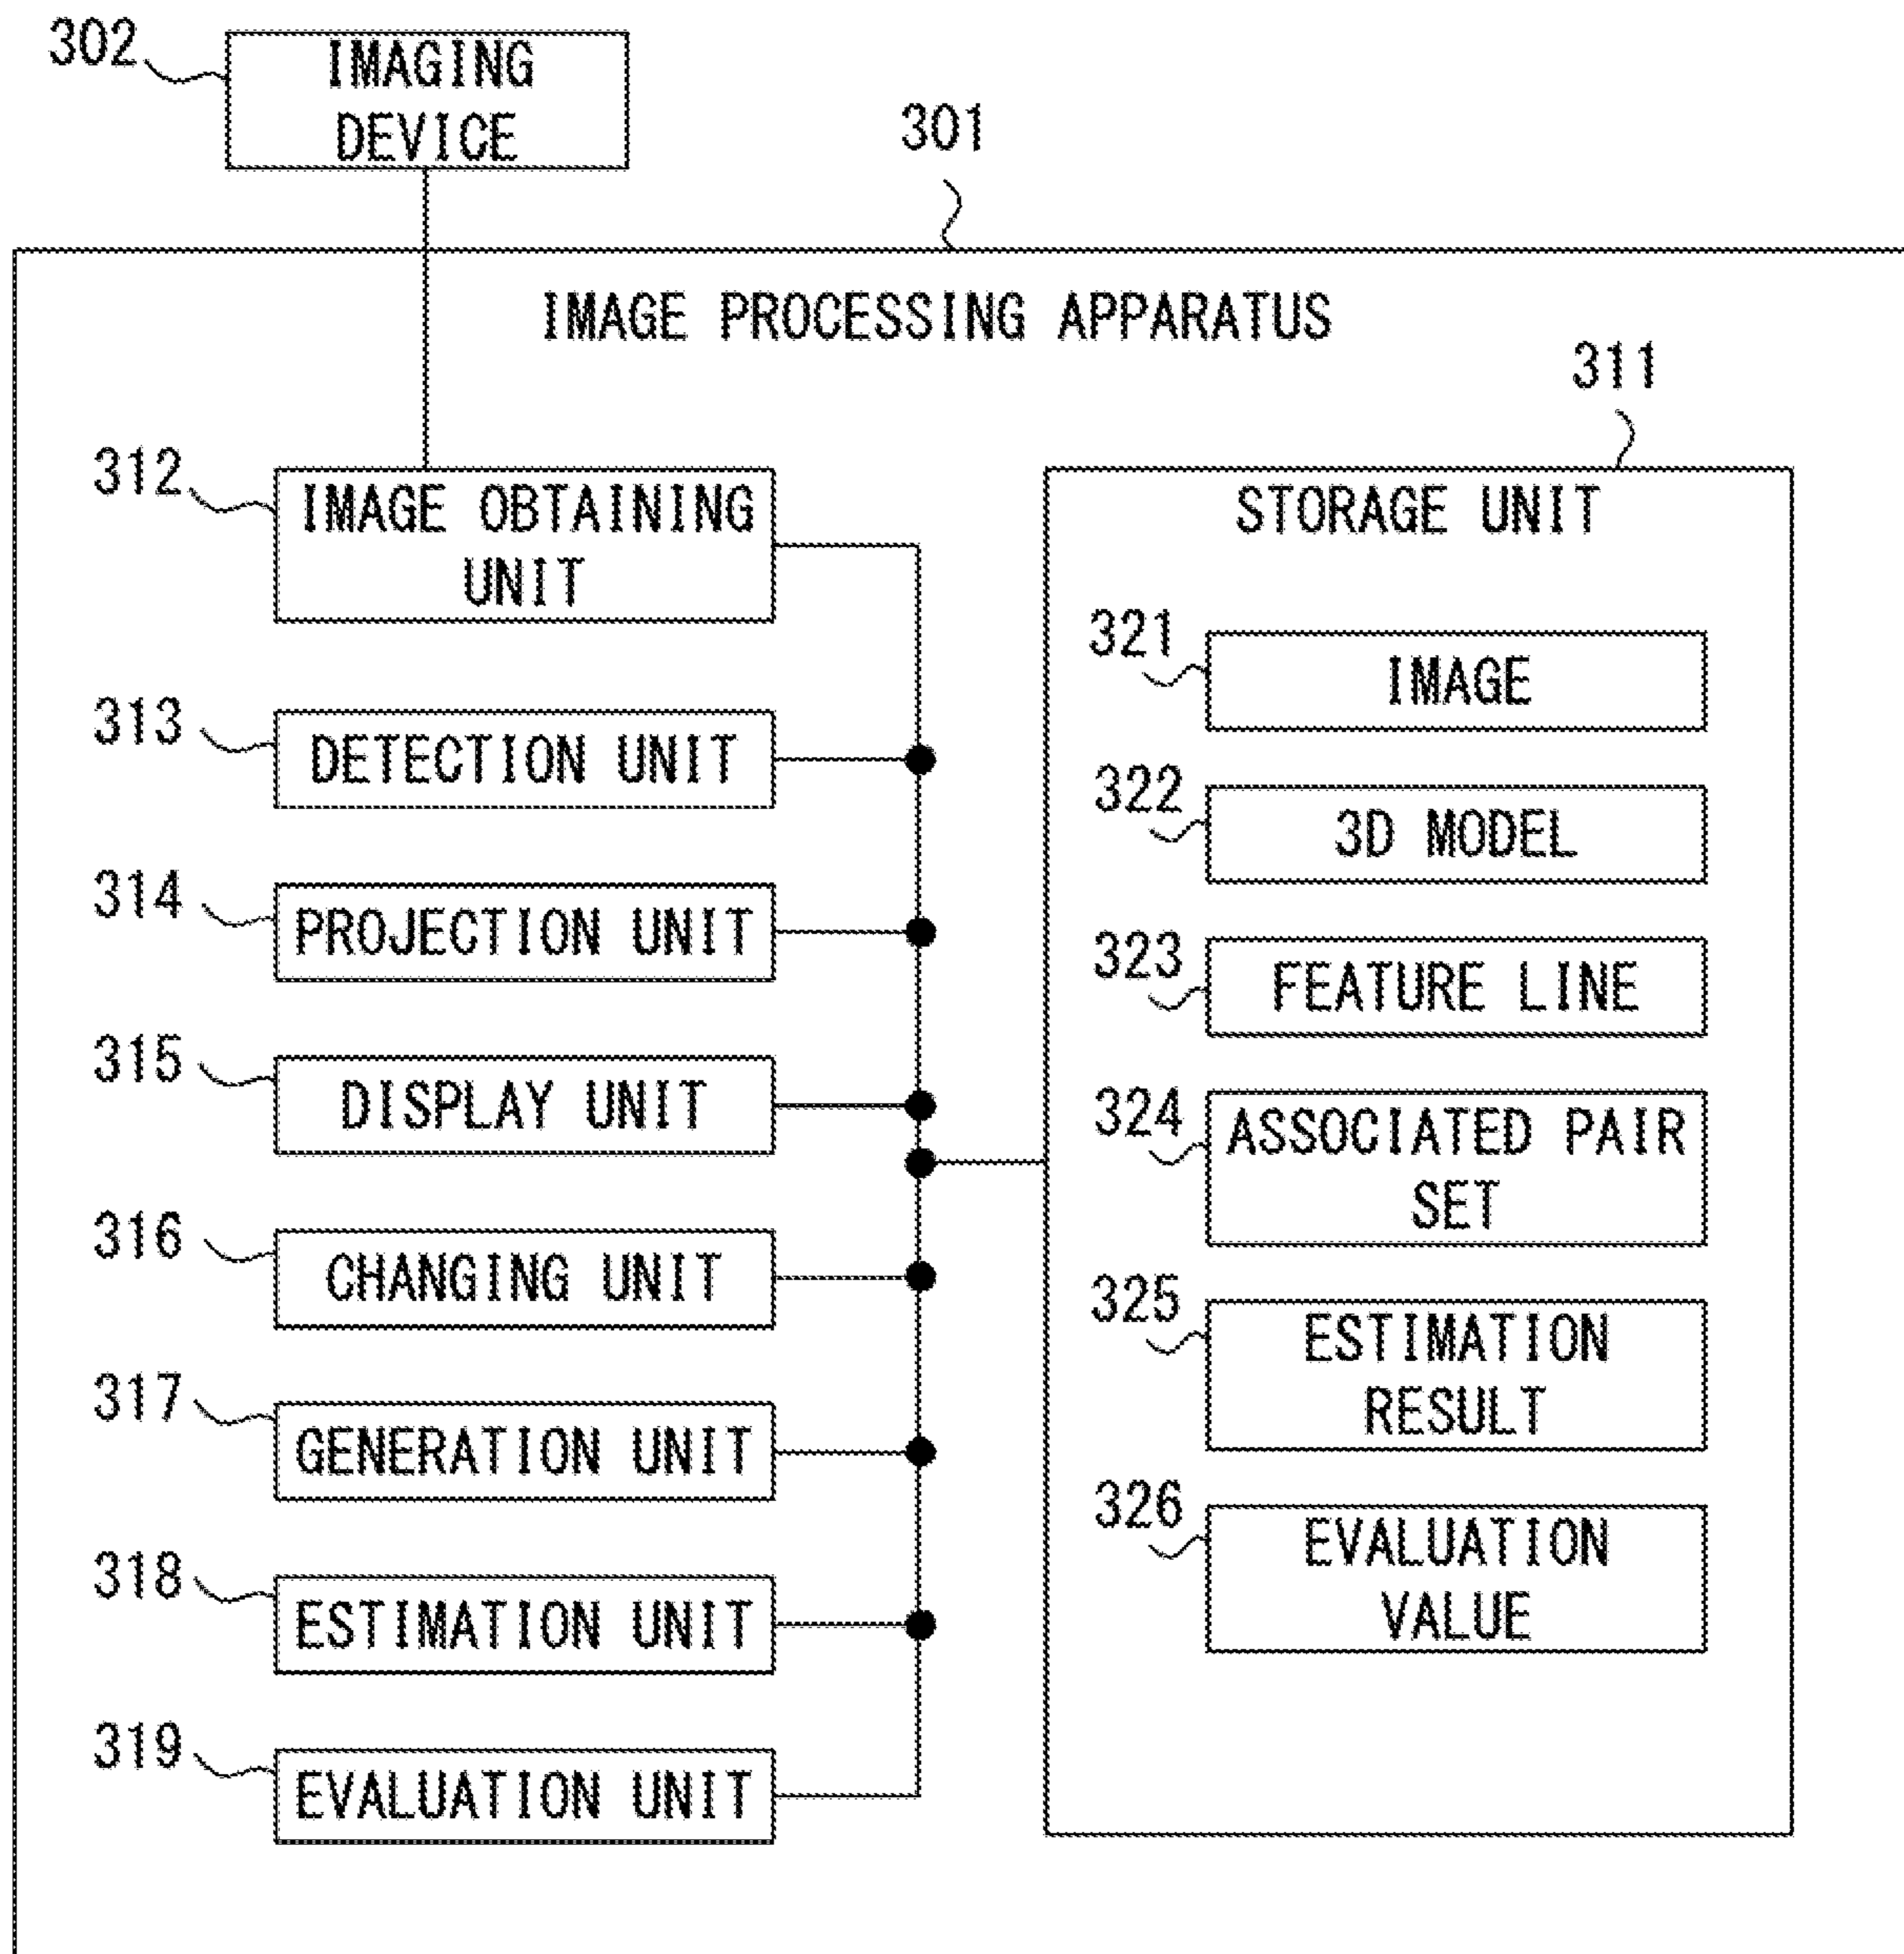 302
IMAGING
DEVICE
301
IMAGE PROCESSING APPARATUS
311
312
IMAGE OBTAINING
UNIT
313
DETECTION UNIT
314
PROJECTION UNIT
315
DISPLAY UNIT
316
CHANGING UNIT
317
GENERATION UNIT
318
ESTIMATION UNIT
319
EVALUATION UNIT
STORAGE UNIT
321
IMAGE
322
3D MODEL
323
FEATURE LINE
324
ASSOCIATED PAIR
SET
325
ESTIMATION
RESULT
326
EVALUATION
VALUE